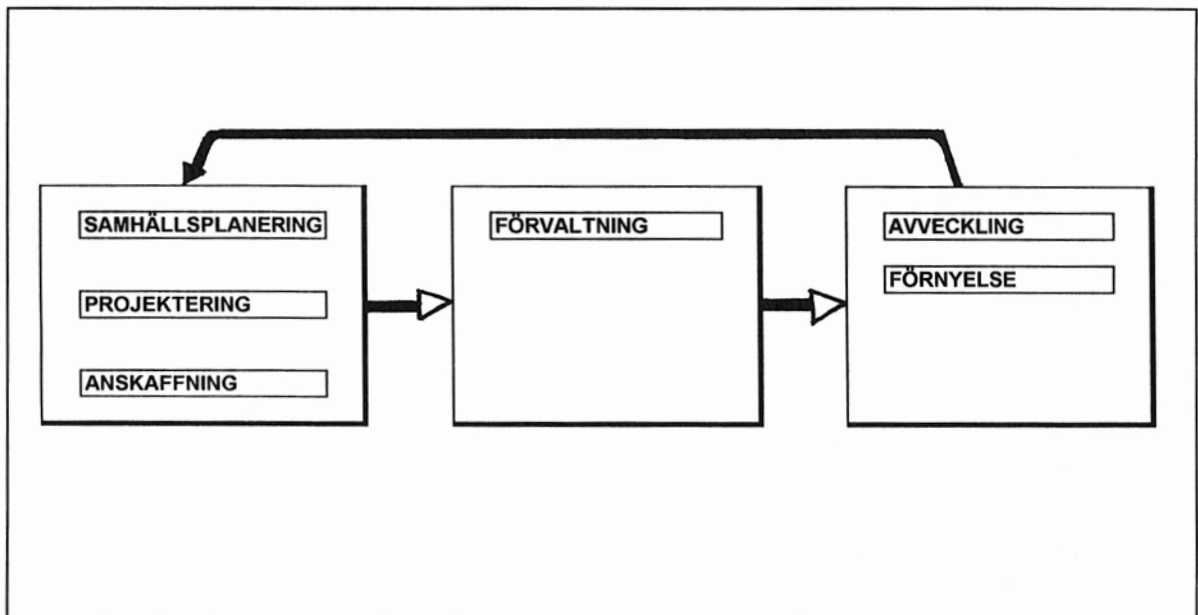 SAMHÄLLSPLANERING
PROJEKTERING
ANSKAFFNING
FÖRVALTNING
AVVECKLING
FÖRNYELSE